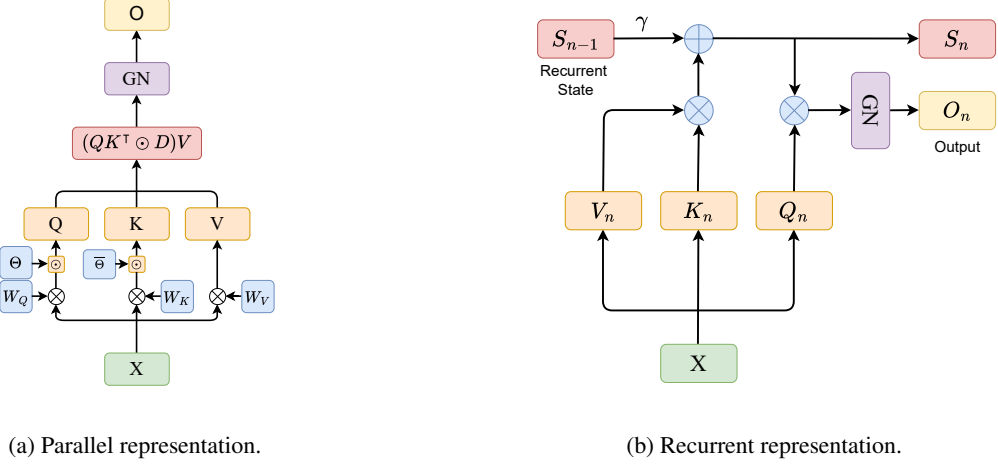 O
GN
(QK⊺ ⊙ D)V
Q K V
Θ Θ̅
W_Q W_K W_V
X
(a) Parallel representation.
S_{n−1} γ S_n
Recurrent
State
GN O_n
Output
V_n K_n Q_n
X
(b) Recurrent representation.